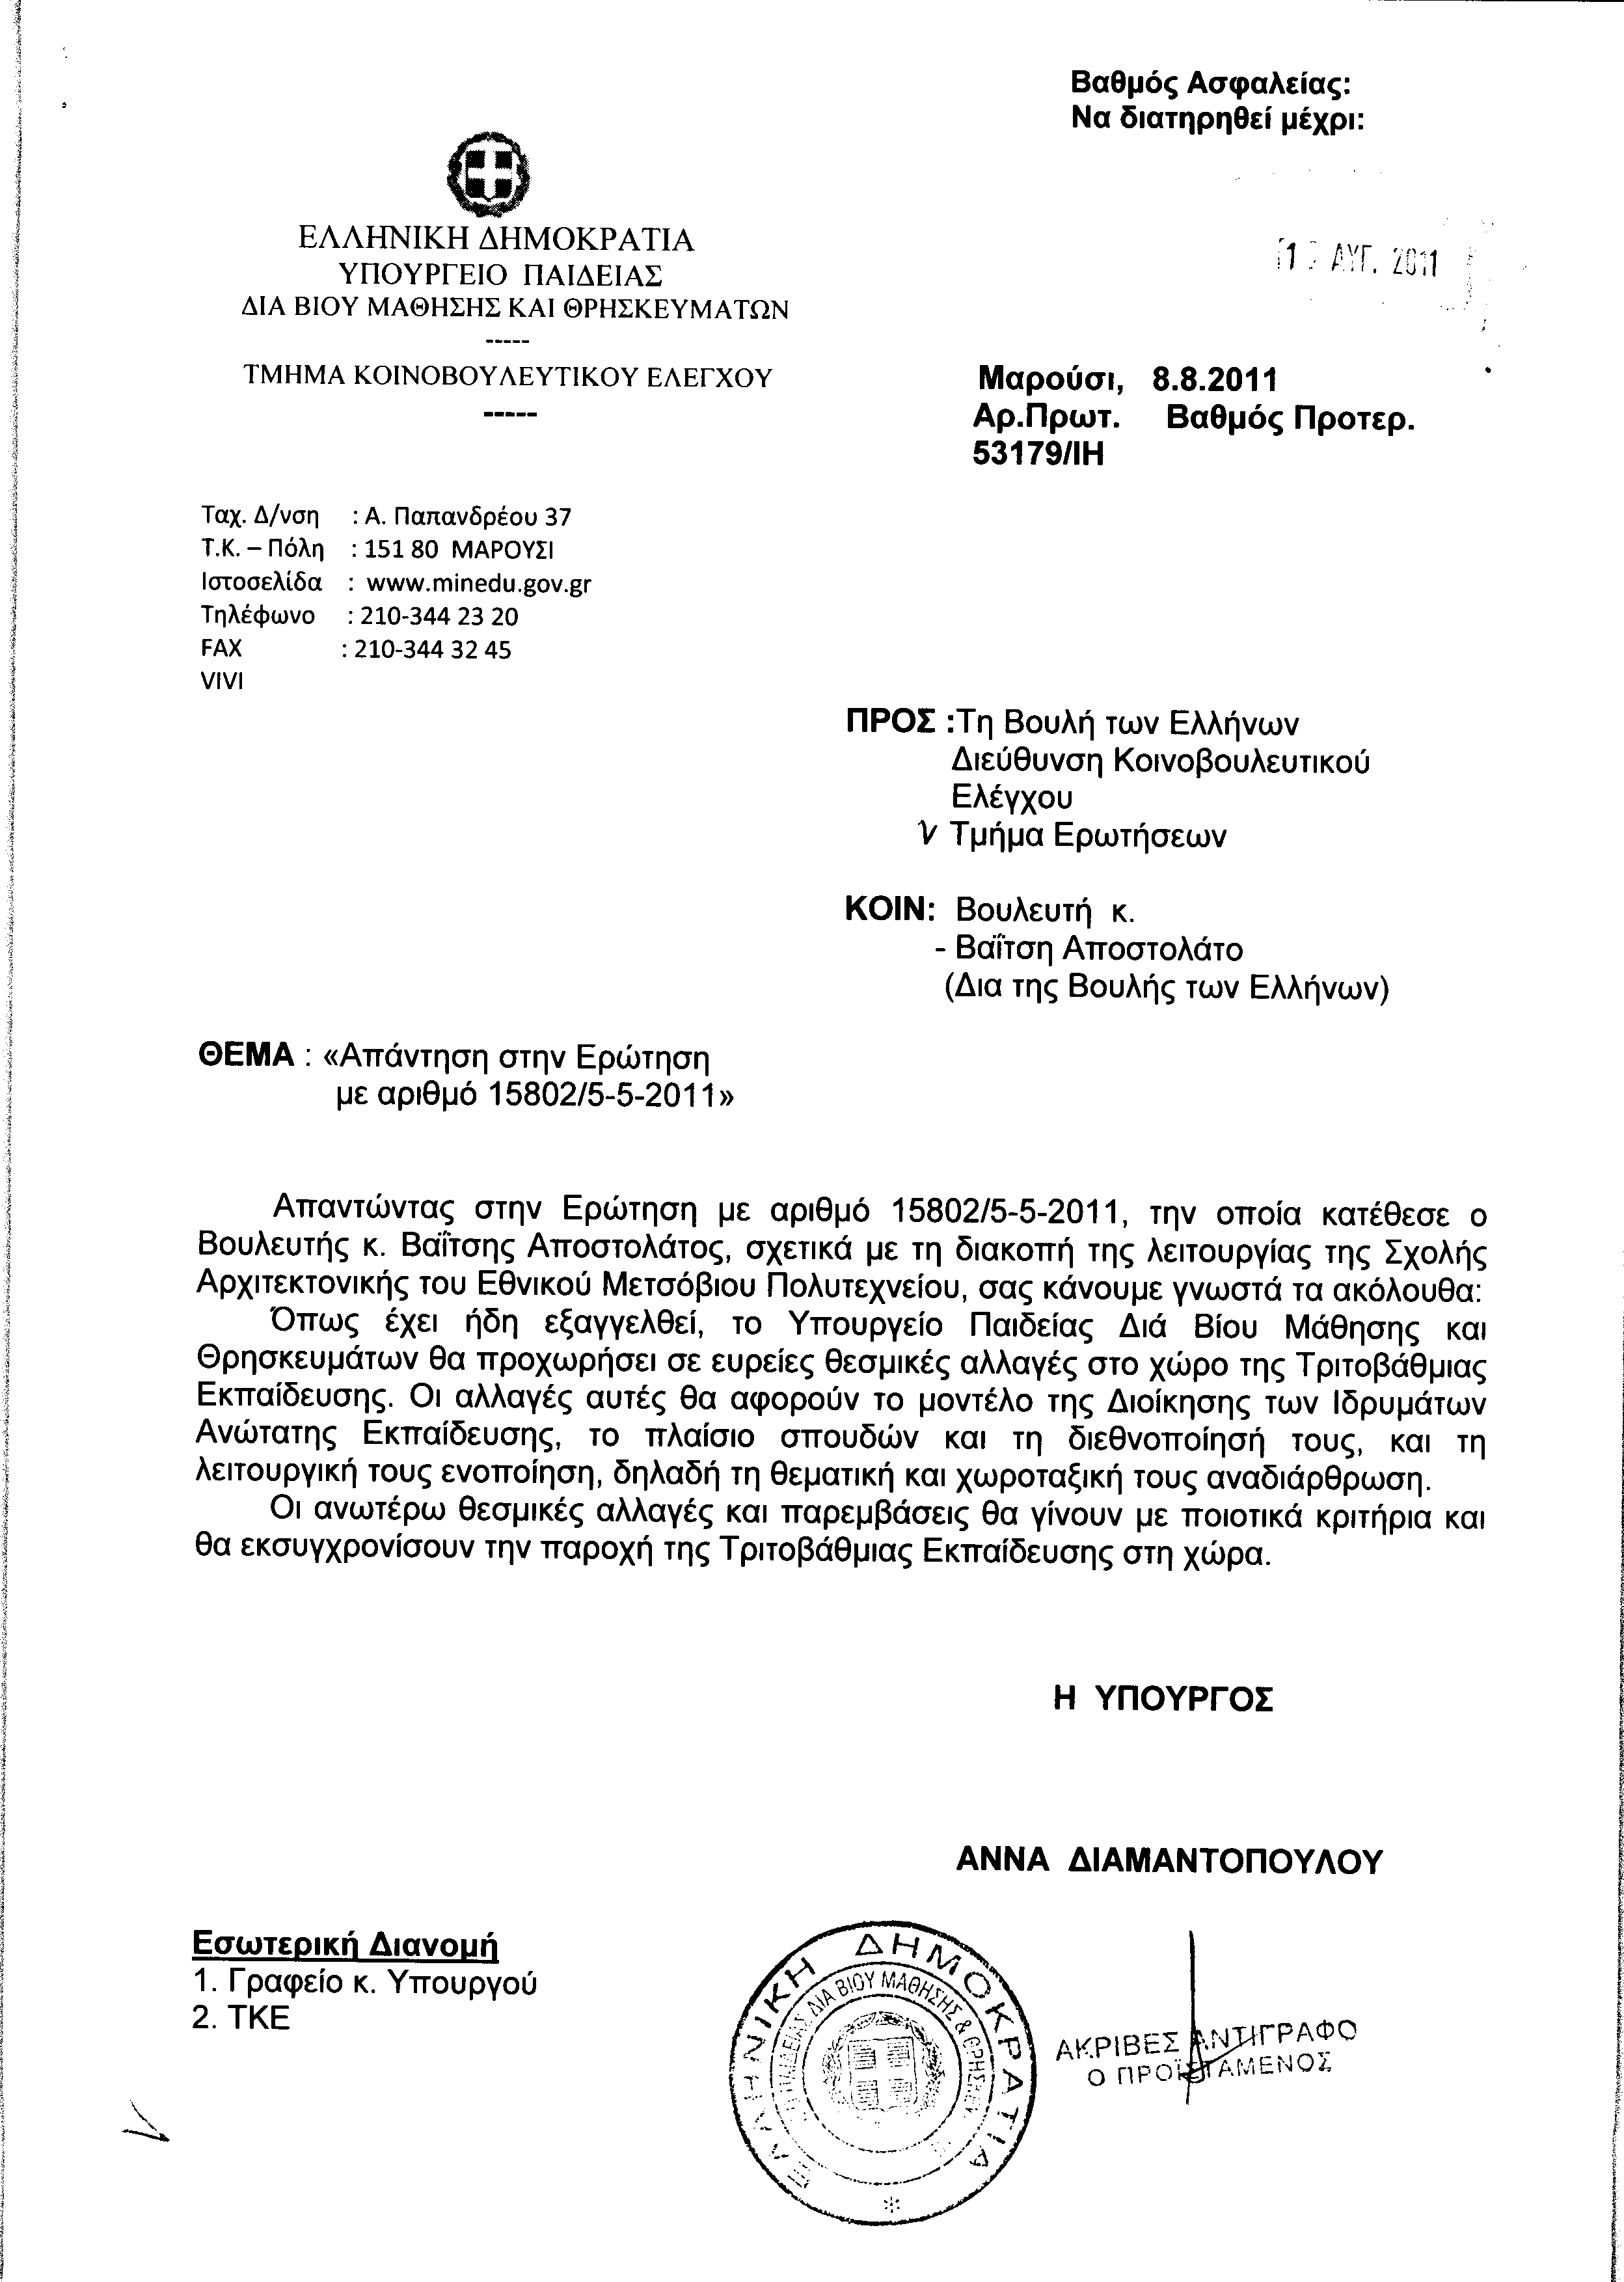 Βαθμός Ασφαλείας:
Να διατηρηθεί μέχρι:
ΕΛΛΗΝΙΚΗ ΔΗΜΟΚΡΑΤΙΑ
ΥΠΟΥΡΓΕΙΟ ΠΑΙΔΕΙΑΣ
ΔΙΑ ΒΙΟΥ ΜΑΘΗΣΗΣ ΚΑΙ ΘΡΗΣΚΕΥΜΑΤΩΝ
-----
ΤΜΗΜΑ ΚΟΙΝΟΒΟΥΛΕΥΤΙΚΟΥ ΕΛΕΓΧΟΥ
-----
ΑΥΓ. 2011
Μαρούσι, 8.8.2011
Αρ.Πρωτ. Βαθμός Προτερ.
53179/ΙΗ
Ταχ. Δ/νση : Α. Παπανδρέου 37
Τ.Κ. – Πόλη : 151 80 ΜΑΡΟΥΣΙ
Ιστοσελίδα : www.minedu.gov.gr
Τηλέφωνο : 210-344 23 20
FAX : 210-344 32 45
VIVI
ΠΡΟΣ :Τη Βουλή των Ελλήνων
Διεύθυνση Κοινοβουλευτικού
Ελέγχου
Τμήμα Ερωτήσεων
ΚΟΙΝ: Βουλευτή κ.
- Βαΐτση Αποστολάτο
(Δια της Βουλής των Ελλήνων)
ΘΕΜΑ : «Απάντηση στην Ερώτηση
με αριθμό 15802/5-5-2011»
Απαντώντας στην Ερώτηση με αριθμό 15802/5-5-2011, την οποία κατέθεσε ο
Βουλευτής κ. Βαΐτσης Αποστολάτος, σχετικά με τη διακοπή της λειτουργίας της Σχολής
Αρχιτεκτονικής του Εθνικού Μετσόβιου Πολυτεχνείου, σας κάνουμε γνωστά τα ακόλουθα:
Όπως έχει ήδη εξαγγελθεί, το Υπουργείο Παιδείας Διά Βίου Μάθησης και
Θρησκευμάτων θα προχωρήσει σε ευρείες θεσμικές αλλαγές στο χώρο της Τριτοβάθμιας
Εκπαίδευσης. Οι αλλαγές αυτές θα αφορούν το μοντέλο της Διοίκησης των Ιδρυμάτων
Ανώτατης Εκπαίδευσης, το πλαίσιο σπουδών και τη διεθνοποίησή τους, και τη
λειτουργική τους ενοποίηση, δηλαδή τη θεματική και χωροταξική τους αναδιάρθρωση.
Οι ανωτέρω θεσμικές αλλαγές και παρεμβάσεις θα γίνουν με ποιοτικά κριτήρια και
θα εκσυγχρονίσουν την παροχή της Τριτοβάθμιας Εκπαίδευσης στη χώρα.
Η ΥΠΟΥΡΓΟΣ
ΑΝΝΑ ΔΙΑΜΑΝΤΟΠΟΥΛΟΥ
Εσωτερική Διανομή
1. Γραφείο κ. Υπουργού
2. ΤΚΕ
ΕΛΛΗΝΙΚΗ ΔΗΜΟΚΡΑΤΙΑ
ΠΑΙΔΕΙΑΣ ΔΙΑ ΒΙΟΥ ΜΑΘΗΣΗΣ &
ΑΚΡΙΒΕΣ ΑΝΤΙΓΡΑΦΟ
Ο ΠΡΟΪΣΤΑΜΕΝΟΣ